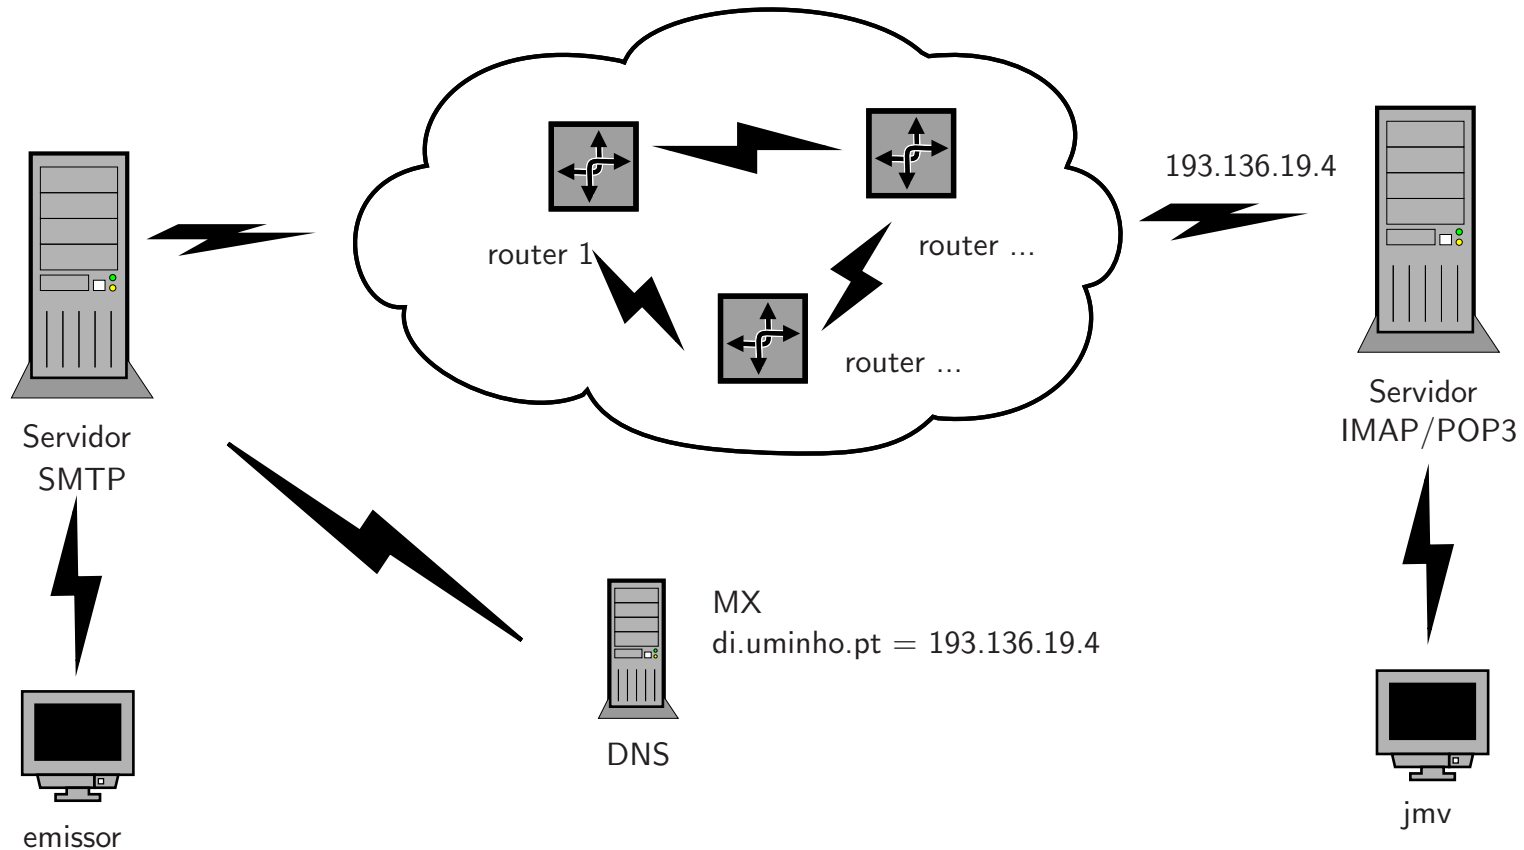 193.136.19.4
router 1
router ...
router ...
Servidor
SMTP
Servidor
IMAP/POP3
MX
di.uminho.pt = 193.136.19.4
DNS
emissor
jmv